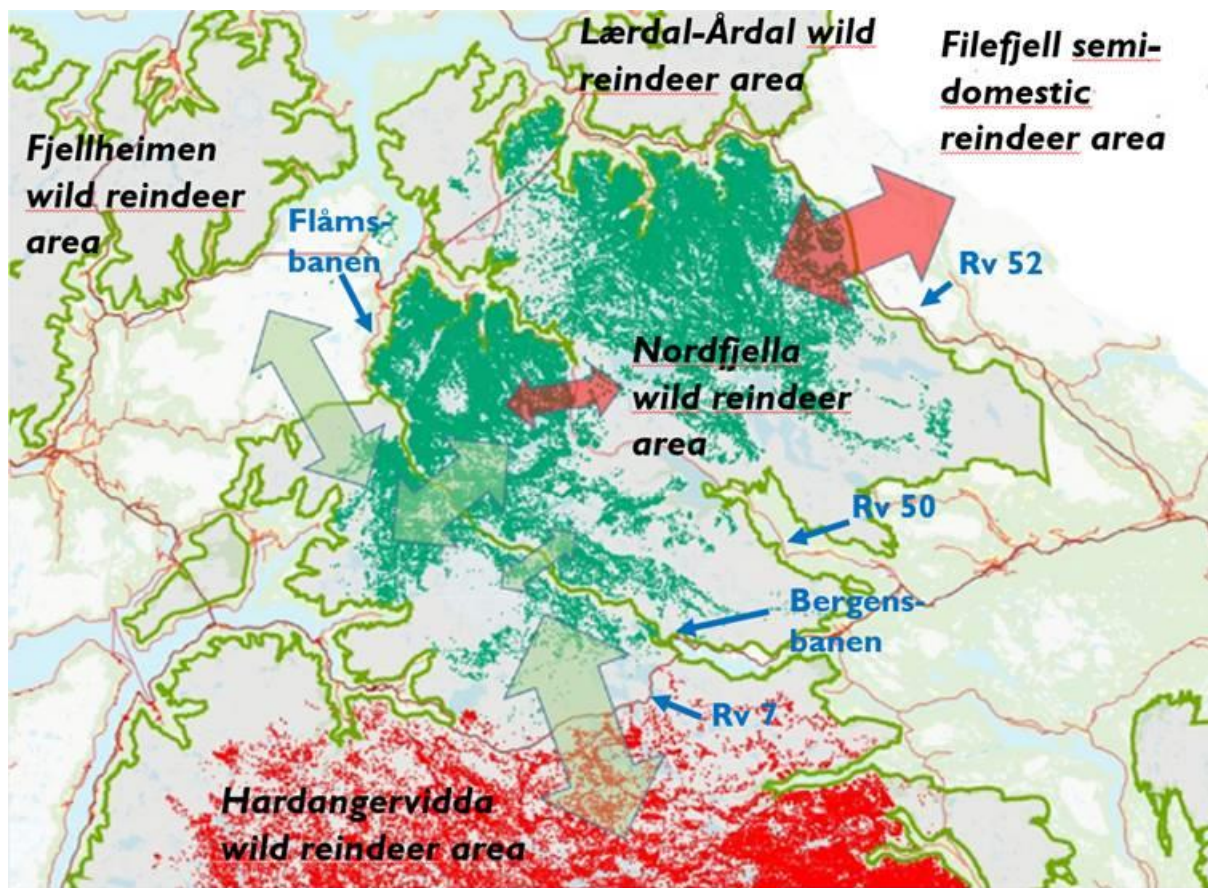 Lærdal-Årdal wild
reindeer area
Filefjell semi-
domestic
reindeer area
Fjellheimen
wild reindeer
area
Flåms-
banen
Rv 52
Nordfjella
wild reindeer
area
Rv 50
Bergens-
banen
Rv 7
Hardangervidda
wild reindeer area